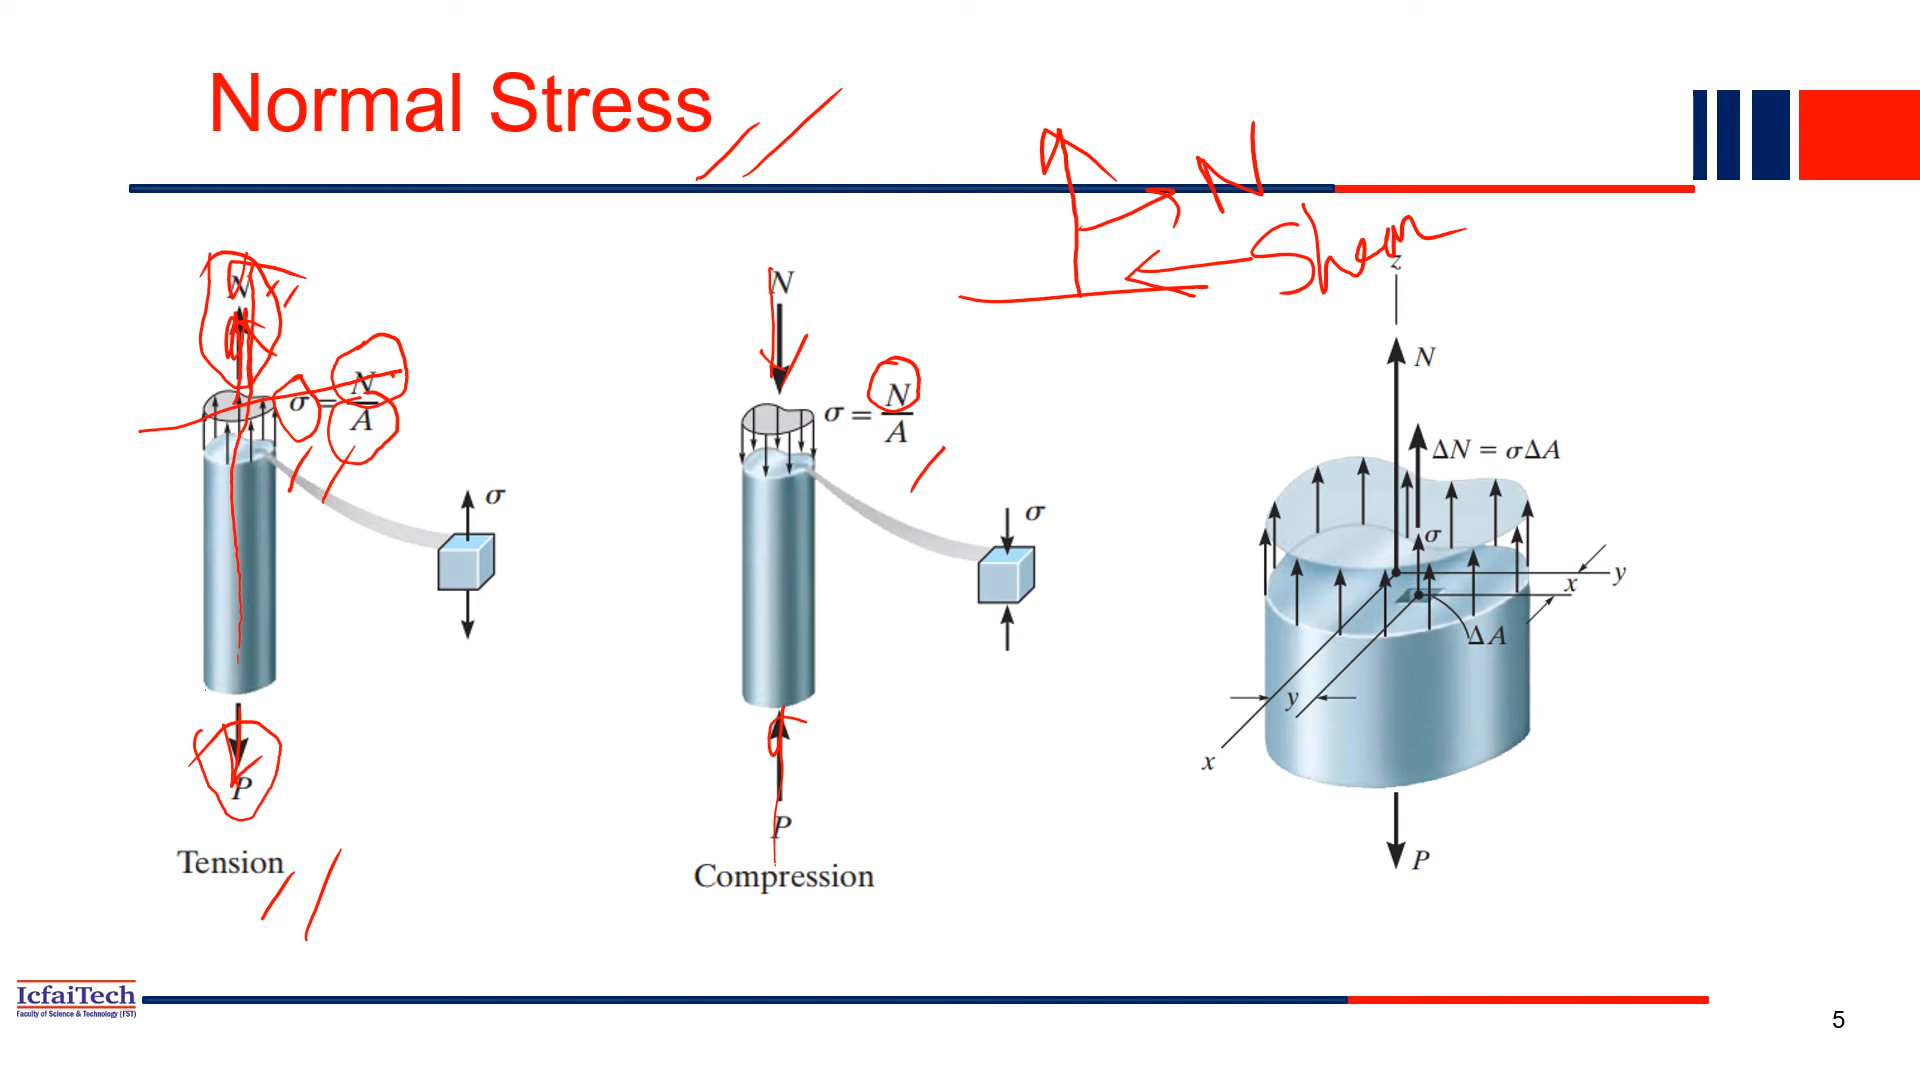 Normal Stress
N
Shear
N
σ = N
A
σ
P
Tension
N
σ = N
A
σ
P
Compression
z
N
ΔN = σΔA
σ
x
y
ΔA
y
x
P
IcfaiTech
Faculty of Science & Technology (FST)
5